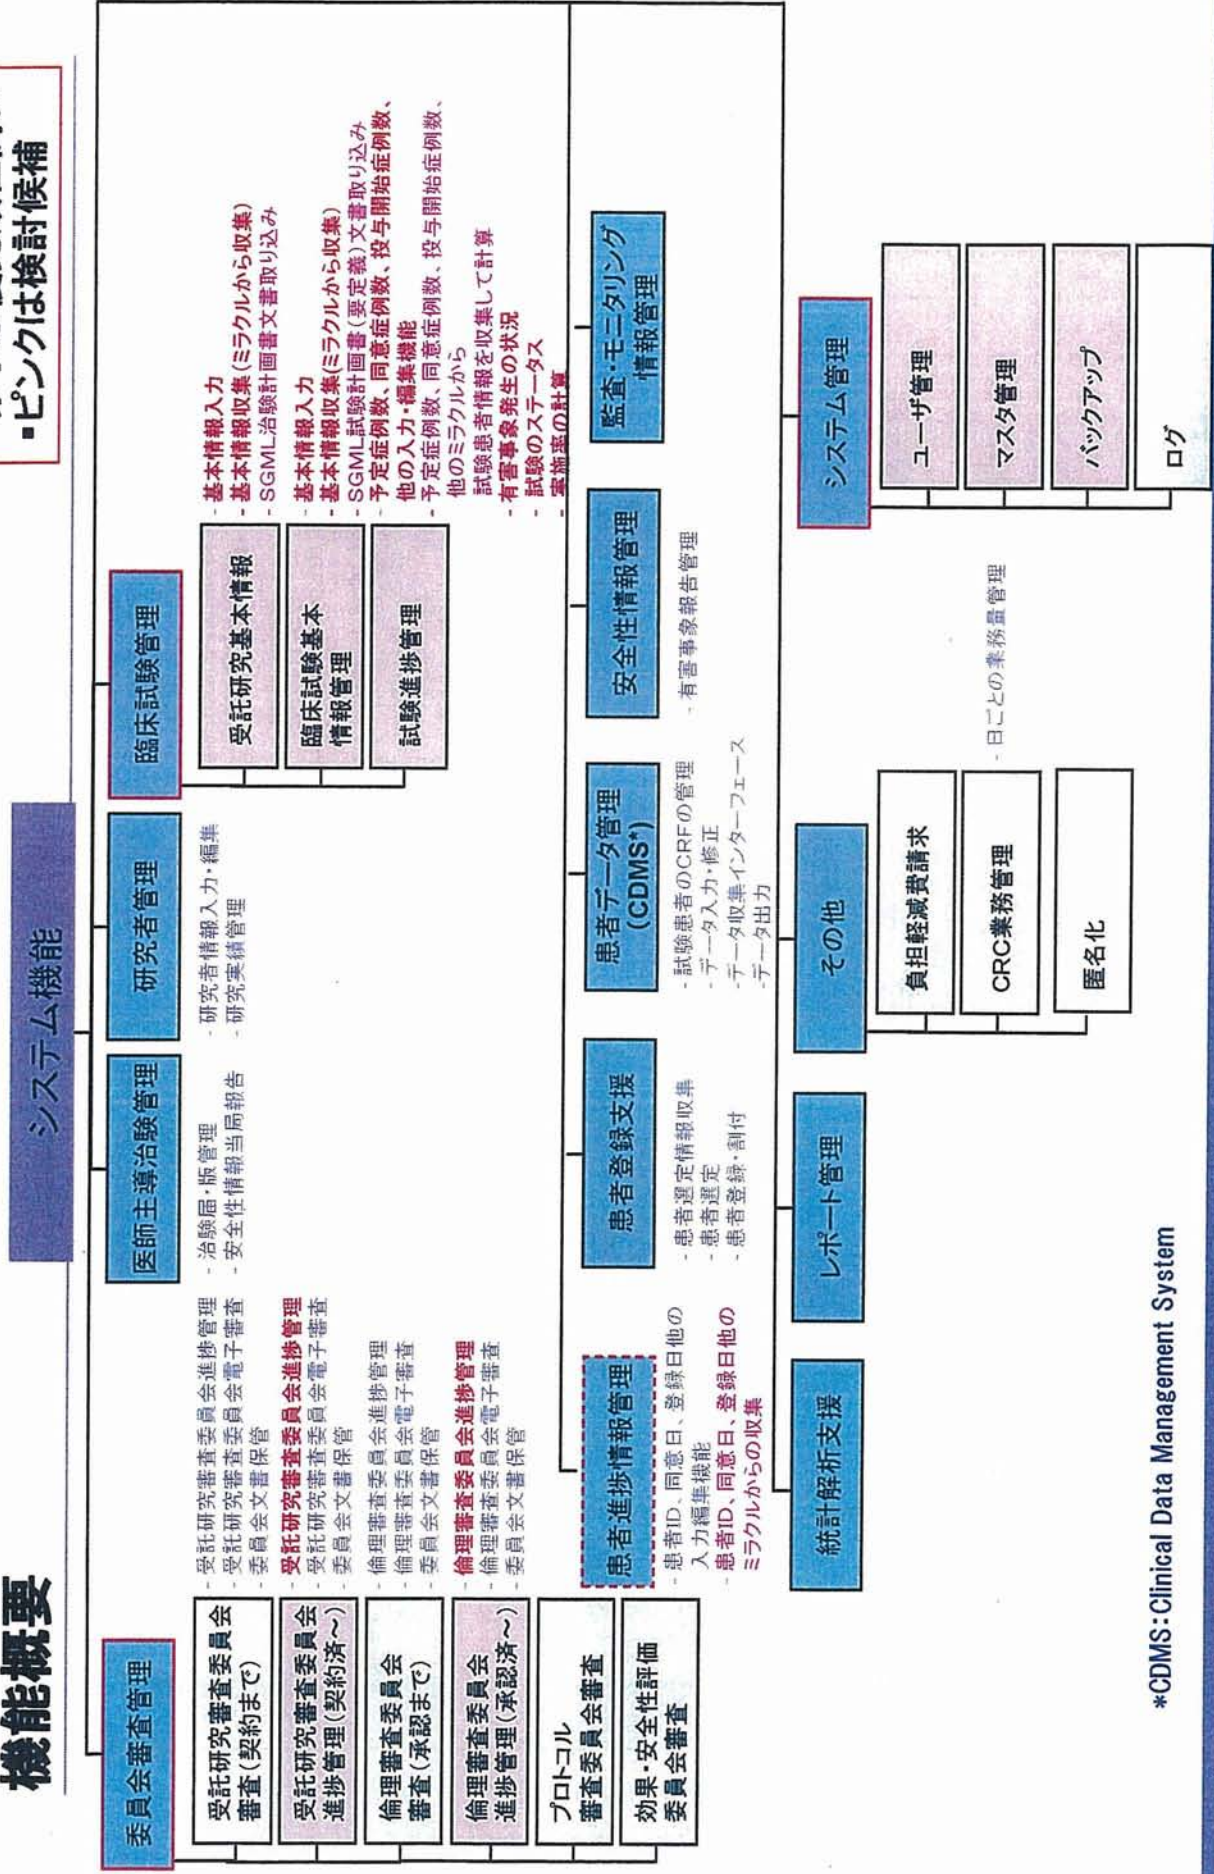 機能概要
▪ピンクは検討候補
システム機能
委員会審査管理
受託研究審査委員会
審査(契約まで)
- 受託研究審査委員会進捗管理
- 受託研究審査委員会電子審査
- 委員会文書保管
受託研究審査委員会
進捗管理(契約済～)
- 受託研究審査委員会進捗管理
- 受託研究審査委員会電子審査
- 委員会文書保管
倫理審査委員会
審査(承認まで)
- 倫理審査委員会進捗管理
- 倫理審査委員会電子審査
- 委員会文書保管
倫理審査委員会
進捗管理(承認済～)
- 倫理審査委員会進捗管理
- 倫理審査委員会電子審査
- 委員会文書保管
プロトコル
審査委員会審査
効果・安全性評価
委員会審査
医師主導治験管理
- 治験届・版管理
- 安全性情報当局報告
研究者管理
- 研究者情報入力・編集
- 研究実績管理
臨床試験管理
受託研究基本情報
- 基本情報入力
- 基本情報収集(ミラクルから収集)
- SGML治験計画書文書取り込み
臨床試験基本
情報管理
- 基本情報入力
- 基本情報収集(ミラクルから収集)
- SGML試験計画書(要定義)文書取り込み
試験進捗管理
- 予定症例数、同意症例数、投与開始症例数、
他の入力・編集機能
- 予定症例数、同意症例数、投与開始症例数、
他のミラクルから
試験患者情報を収集して計算
- 有害事象発生の状況
- 試験のステータス
- 実施率の計算
患者進捗情報管理
- 患者ID、同意日、登録日他の
入力編集機能
- 患者ID、同意日、登録日他の
ミラクルからの収集
患者登録支援
- 患者選定情報収集
- 患者選定
- 患者登録・割付
患者データ管理
(CDMS*)
- 試験患者のCRFの管理
- データ入力・修正
- データ収集インターフェース
- データ出力
安全性情報管理
- 有害事象報告管理
監査・モニタリング
情報管理
統計解析支援
レポート管理
その他
負担軽減費請求
CRC業務管理
- 日ごとの業務量管理
匿名化
システム管理
ユーザ管理
マスタ管理
バックアップ
ログ
*CDMS:Clinical Data Management System